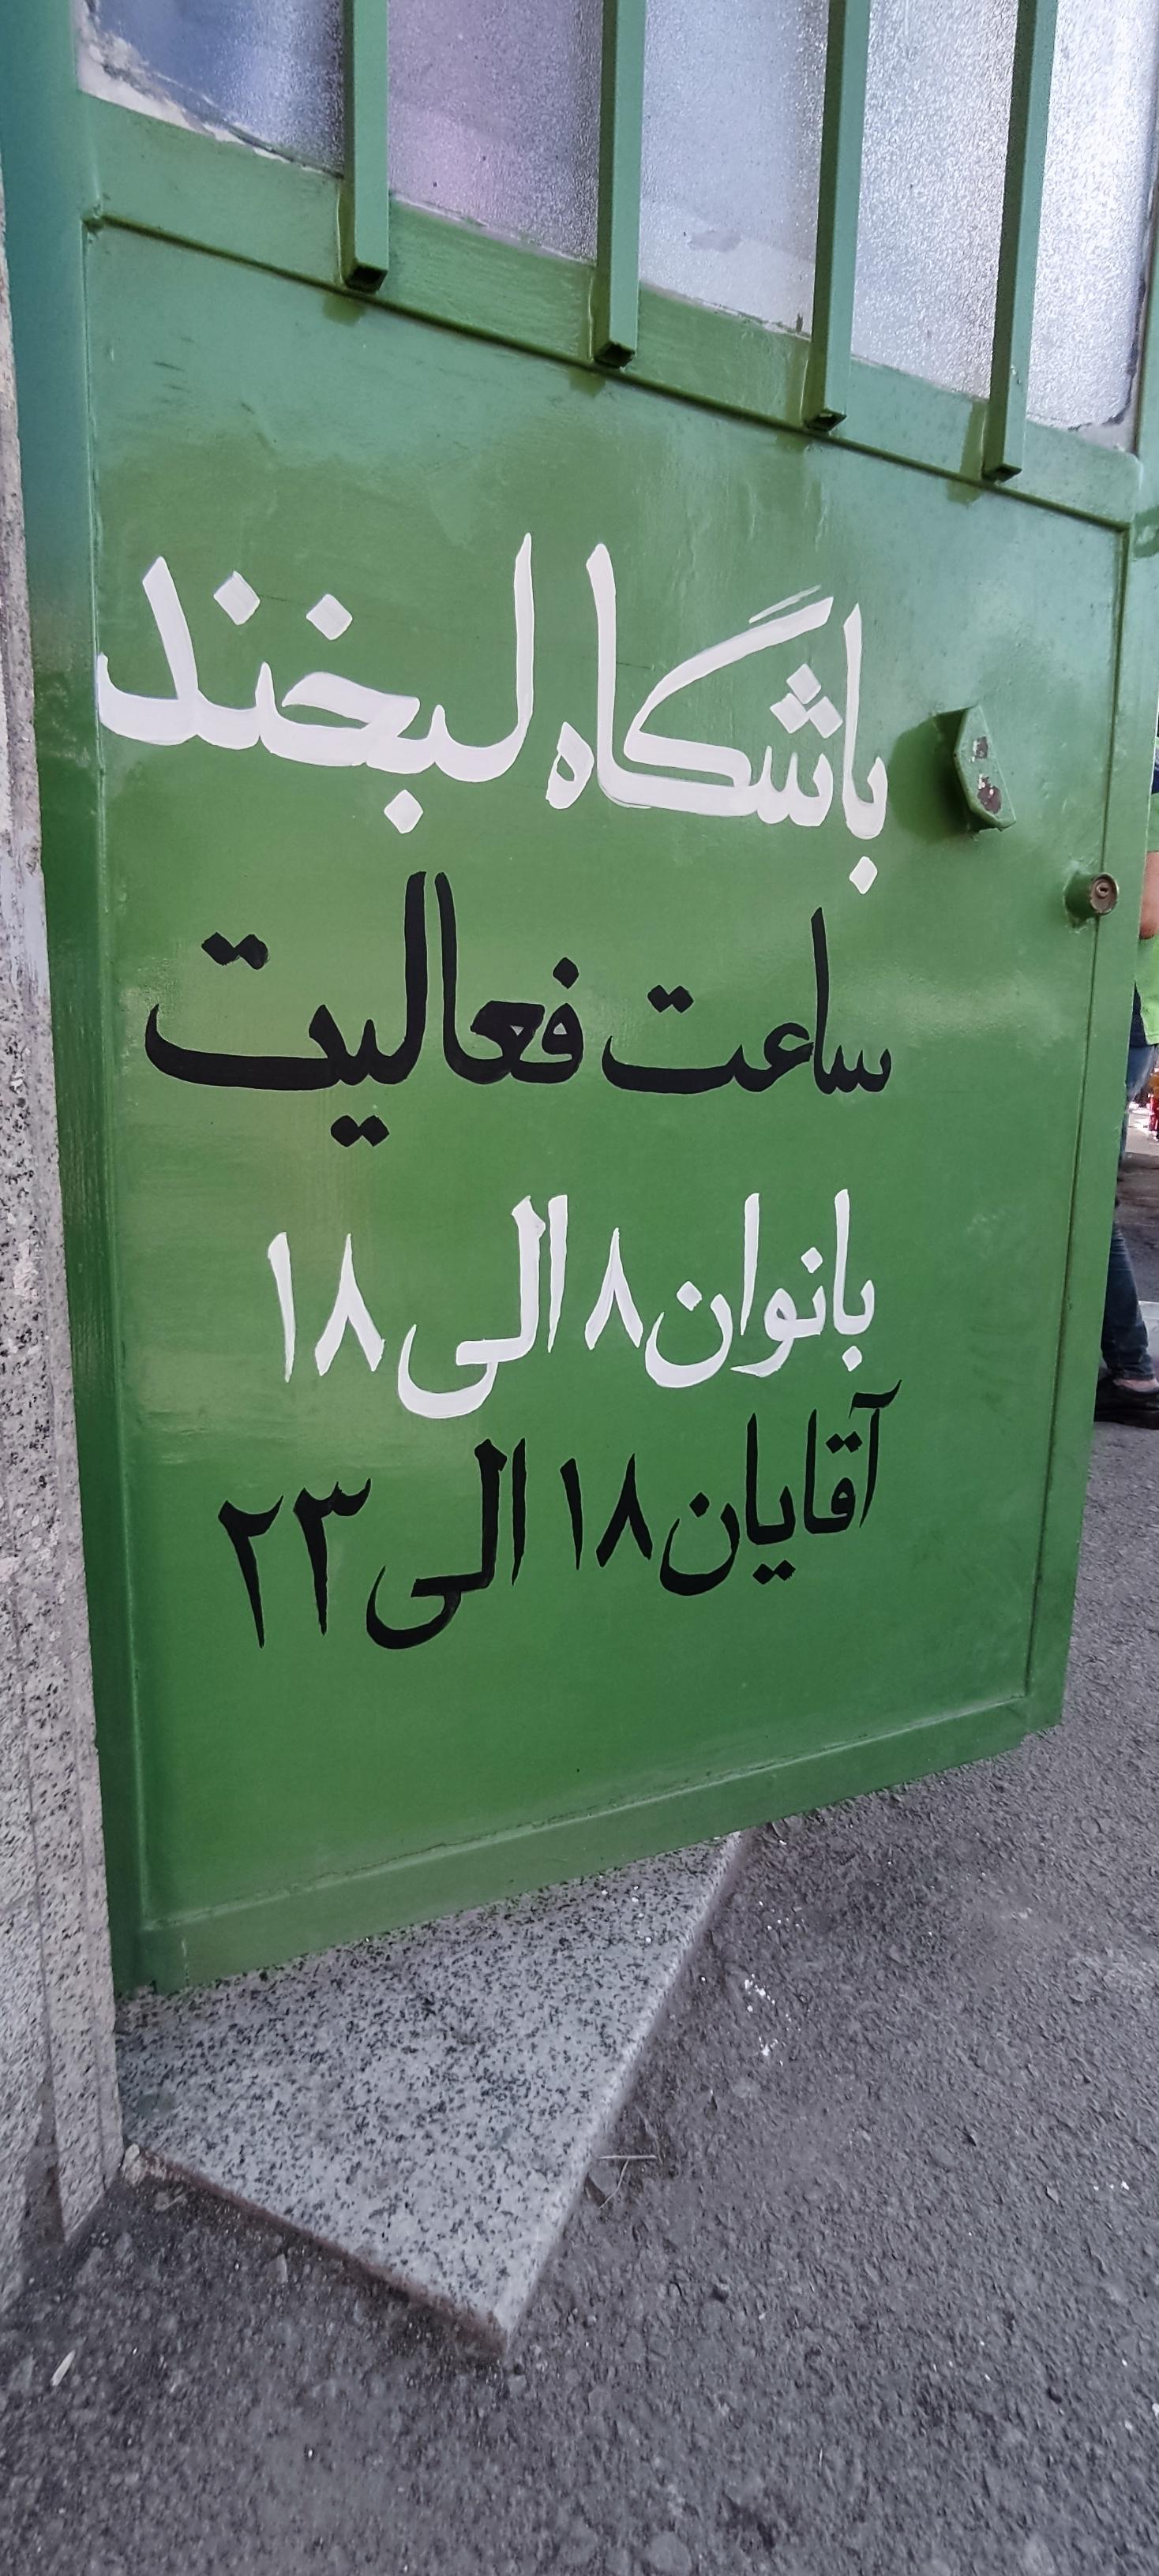 باشگاه لبخند
ساعت فعالیت
بانوان ۸ الی ۱۸
آقایان ۱۸ الی ۲۳